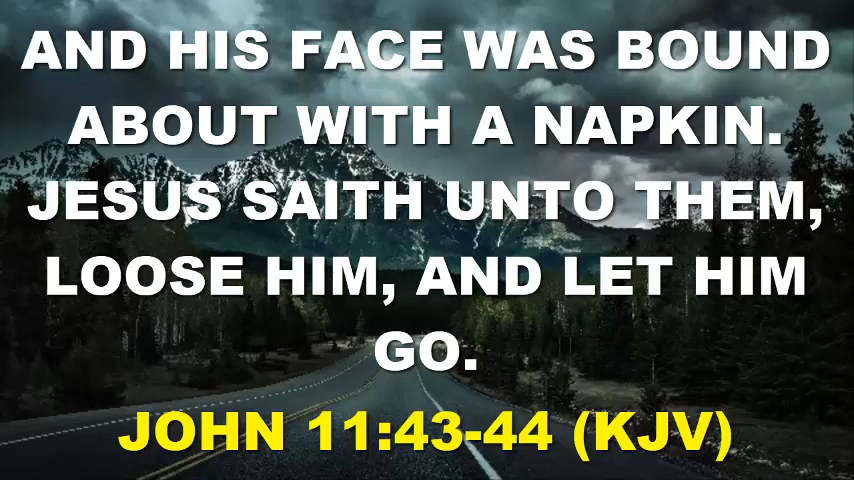 AND HIS FACE WAS BOUND
ABOUT WITH A NAPKIN.
JESUS SAITH UNTO THEM,
LOOSE HIM, AND LET HIM
GO.
JOHN 11:43-44 (KJV)